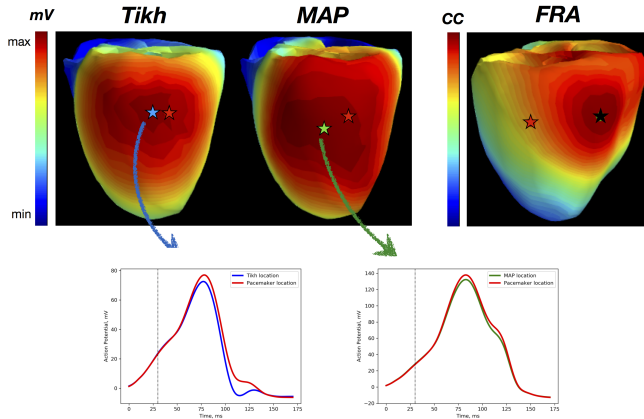 mV Tikh MAP CC FRA
max
min
80
60
40
20
0
Action Potential, mV
Tikh location
Pacemaker location
0 25 50 75 100 125 150 175
Time, ms
140
120
100
80
60
40
20
0
−20
Action Potential, mV
MAP location
Pacemaker location
0 25 50 75 100 125 150 175
Time, ms